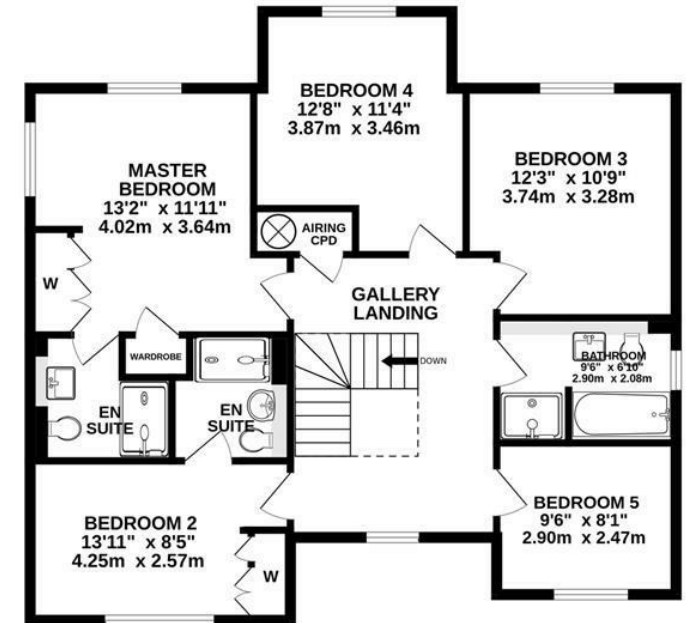 BEDROOM 4
12'8" x 11'4"
3.87m x 3.46m
MASTER
BEDROOM
13'2" x 11'11"
4.02m x 3.64m
BEDROOM 3
12'3" x 10'9"
3.74m x 3.28m
AIRING
CPD
W
GALLERY
LANDING
WARDROBE
DOWN
BATHROOM
9'6" x 6'10"
2.90m x 2.08m
EN
SUITE
EN
SUITE
BEDROOM 2
13'11" x 8'5"
4.25m x 2.57m
W
BEDROOM 5
9'6" x 8'1"
2.90m x 2.47m